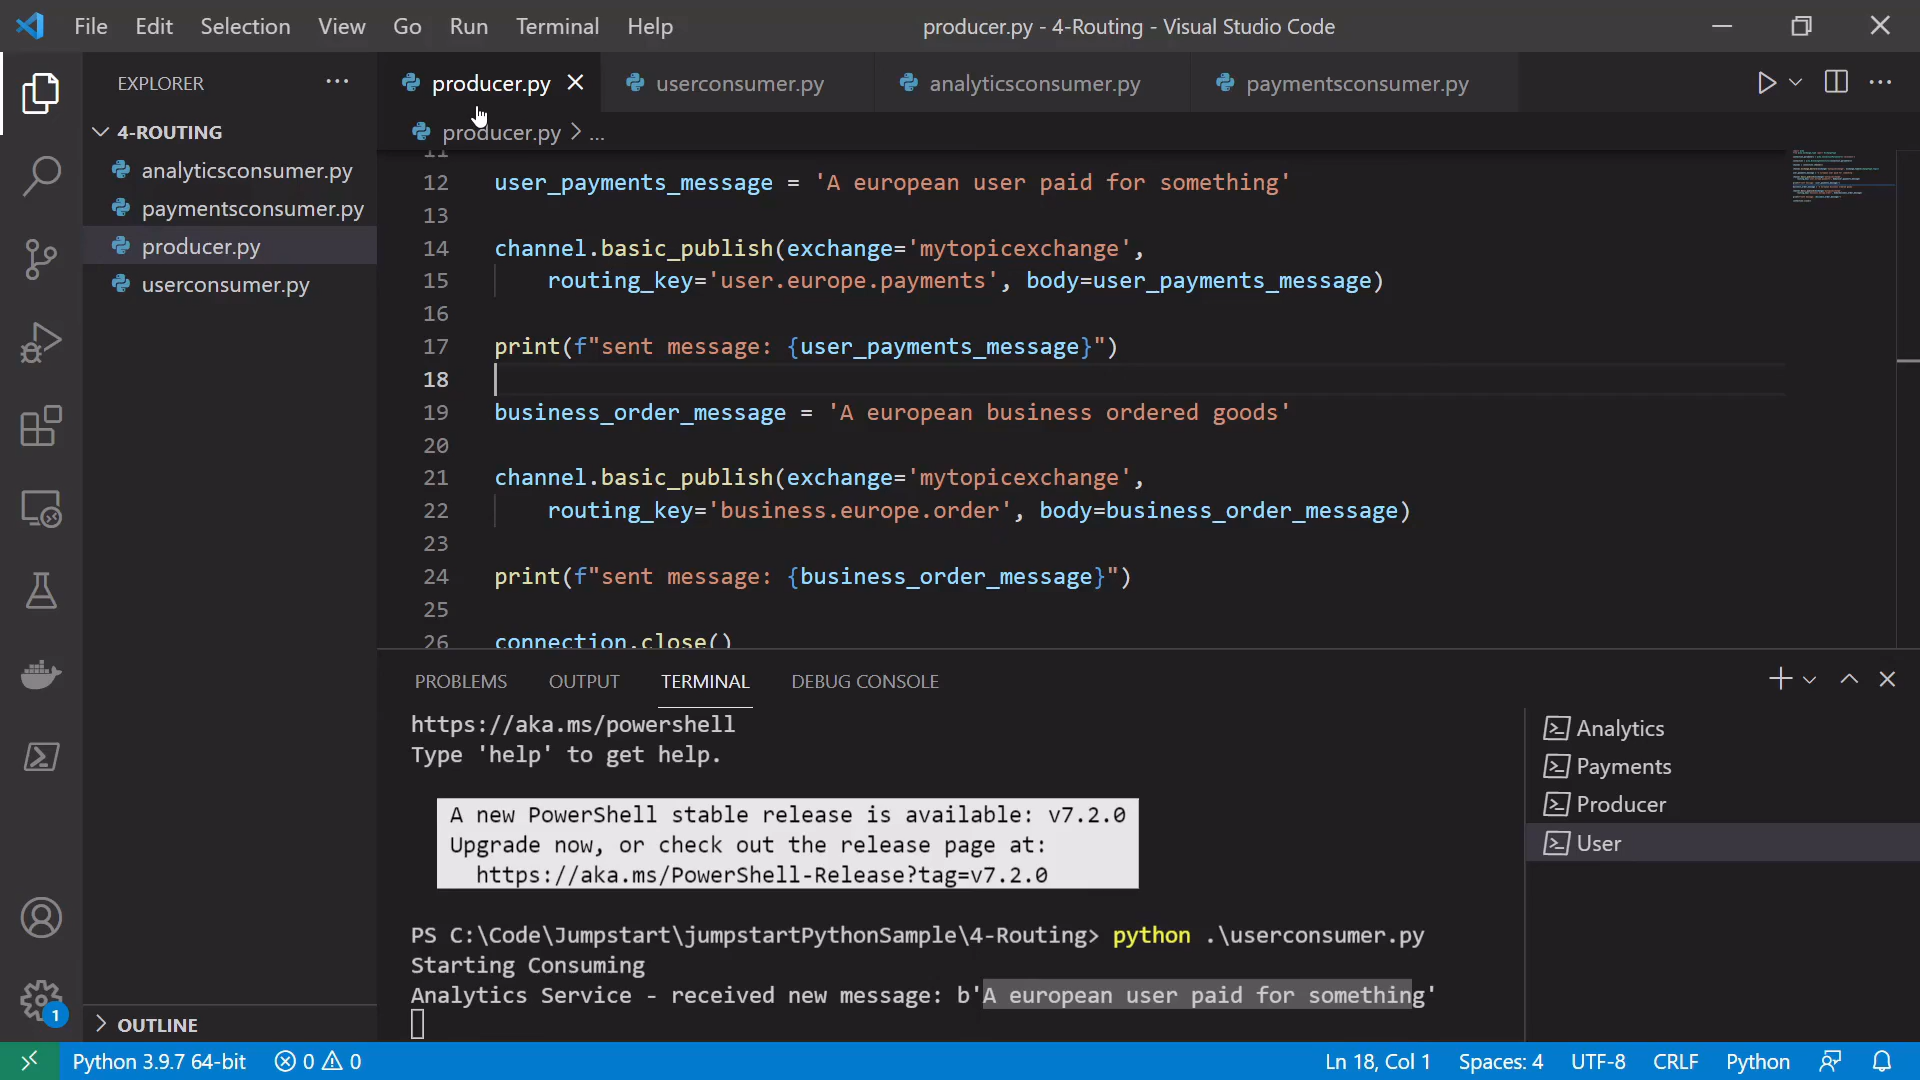 File Edit Selection View Go Run Terminal Help
producer.py - 4-Routing - Visual Studio Code
EXPLORER
4-ROUTING
analyticsconsumer.py
paymentsconsumer.py
producer.py
userconsumer.py
OUTLINE
producer.py userconsumer.py analyticsconsumer.py paymentsconsumer.py
producer.py > ...
11
12 user_payments_message = 'A european user paid for something'
13
14 channel.basic_publish(exchange='mytopicexchange',
15 routing_key='user.europe.payments', body=user_payments_message)
16
17 print(f"sent message: {user_payments_message}")
18
19 business_order_message = 'A european business ordered goods'
20
21 channel.basic_publish(exchange='mytopicexchange',
22 routing_key='business.europe.order', body=business_order_message)
23
24 print(f"sent message: {business_order_message}")
25
26 connection.close()
PROBLEMS OUTPUT TERMINAL DEBUG CONSOLE
https://aka.ms/powershell
Type 'help' to get help.
A new PowerShell stable release is available: v7.2.0
Upgrade now, or check out the release page at:
https://aka.ms/PowerShell-Release?tag=v7.2.0
PS C:\Code\Jumpstart\jumpstartPythonSample\4-Routing> python .\userconsumer.py
Starting Consuming
Analytics Service - received new message: b'A european user paid for something'
Analytics
Payments
Producer
User
1
Python 3.9.7 64-bit 0 0 Ln 18, Col 1 Spaces: 4 UTF-8 CRLF Python